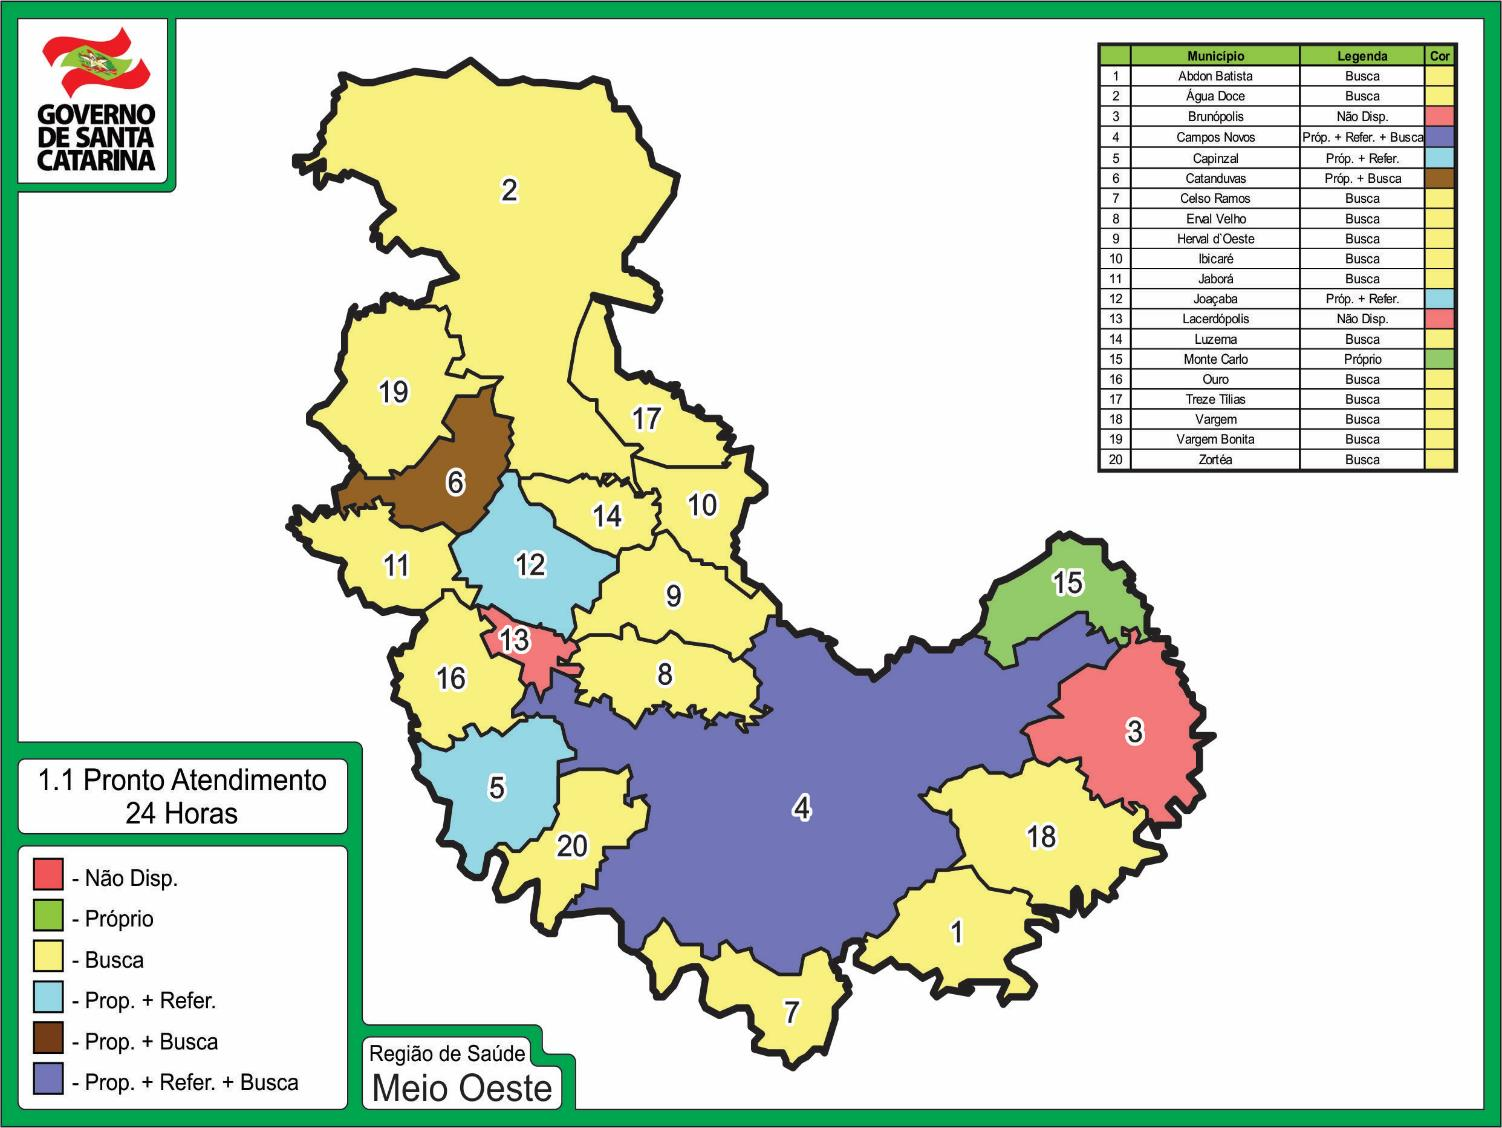 GOVERNO
DE SANTA
CATARINA
Município Legenda Cor
1 Abdon Batista Busca
2 Água Doce Busca
3 Brunópolis Não Disp.
4 Campos Novos Próp. + Refer. + Busca
5 Capinzal Próp. + Refer.
6 Catanduvas Próp. + Busca
7 Celso Ramos Busca
8 Erval Velho Busca
9 Herval d`Oeste Busca
10 Ibicaré Busca
11 Jaborá Busca
12 Joaçaba Próp. + Refer.
13 Lacerdópolis Não Disp.
14 Luzerna Busca
15 Monte Carlo Próprio
16 Ouro Busca
17 Treze Tílias Busca
18 Vargem Busca
19 Vargem Bonita Busca
20 Zortéa Busca
2
19
17
6
10
14
11
12
15
9
13
8
16
3
5
4
18
20
1
7
1.1 Pronto Atendimento
24 Horas
- Não Disp.
- Próprio
- Busca
- Prop. + Refer.
- Prop. + Busca
- Prop. + Refer. + Busca
Região de Saúde
Meio Oeste